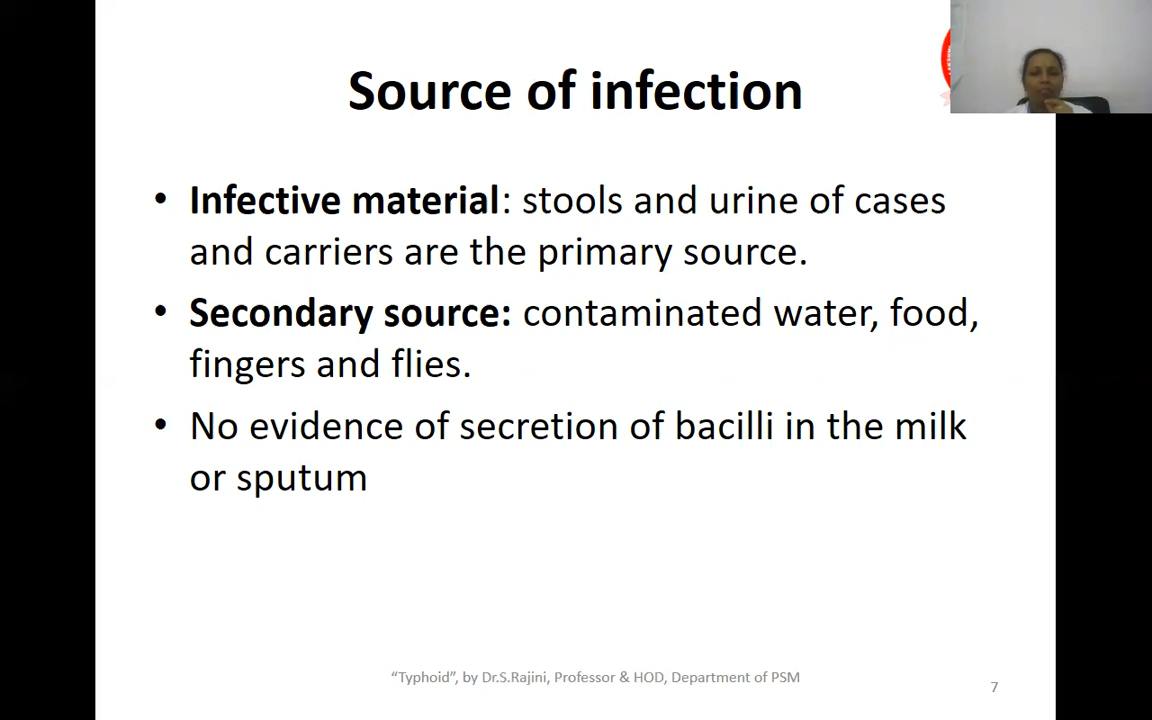 Source of infection
• Infective material: stools and urine of cases
and carriers are the primary source.
• Secondary source: contaminated water, food,
fingers and flies.
• No evidence of secretion of bacilli in the milk
or sputum
“Typhoid”, by Dr.S.Rajini, Professor & HOD, Department of PSM
7